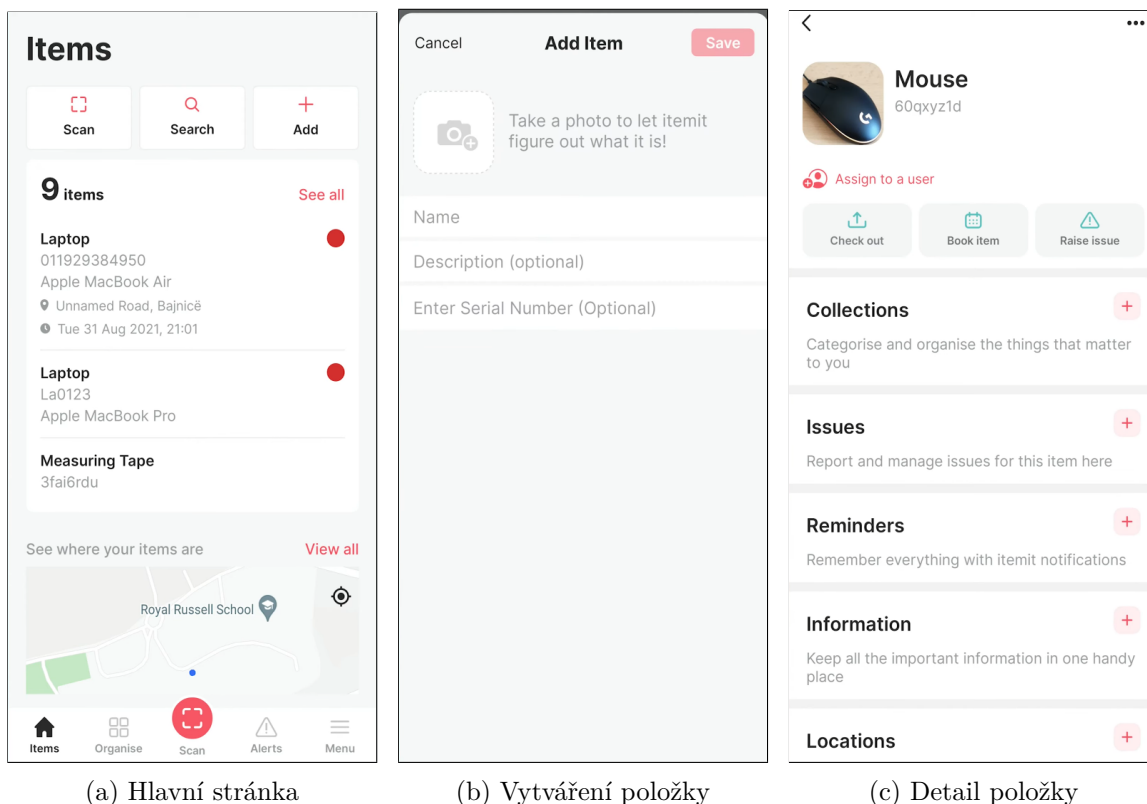 Items
Scan
Search
Add
9 items
See all
Laptop
011929384950
Apple MacBook Air
Unnamed Road, Bajnicë
Tue 31 Aug 2021, 21:01
Laptop
La0123
Apple MacBook Pro
Measuring Tape
3fai6rdu
See where your items are
View all
Royal Russell School
Items
Organise
Scan
Alerts
Menu
(a) Hlavní stránka
Cancel
Add Item
Save
Take a photo to let itemit
figure out what it is!
Name
Description (optional)
Enter Serial Number (Optional)
(b) Vytváření položky
Mouse
60qxyz1d
Assign to a user
Check out
Book item
Raise issue
Collections
Categorise and organise the things that matter
to you
Issues
Report and manage issues for this item here
Reminders
Remember everything with itemit notifications
Information
Keep all the important information in one handy
place
Locations
(c) Detail položky